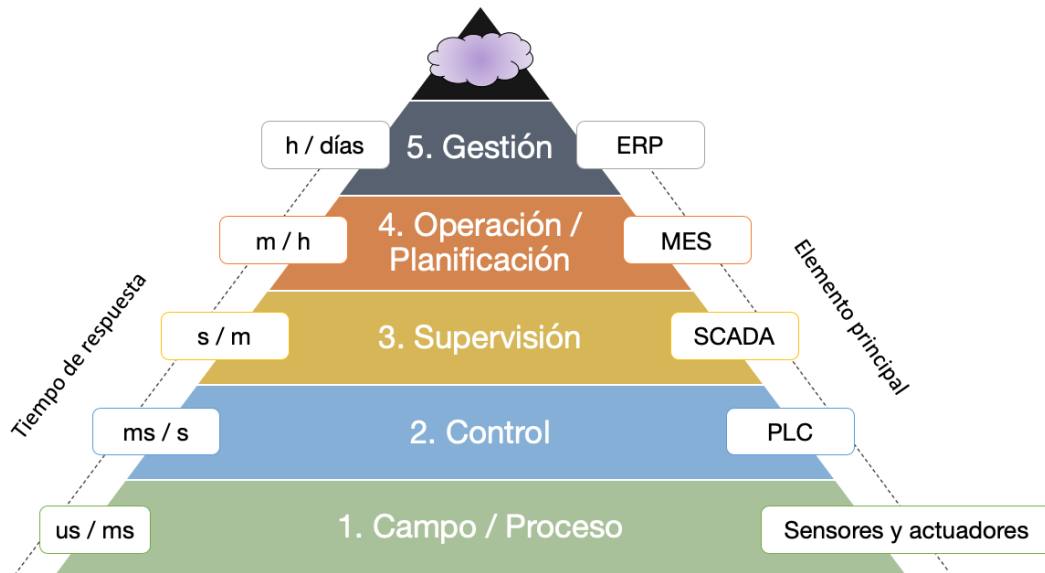 h / días
5. Gestión
ERP
m / h
4. Operación /
Planificación
MES
Tiempo de respuesta
s / m
3. Supervisión
SCADA
Elemento principal
ms / s
2. Control
PLC
us / ms
1. Campo / Proceso
Sensores y actuadores